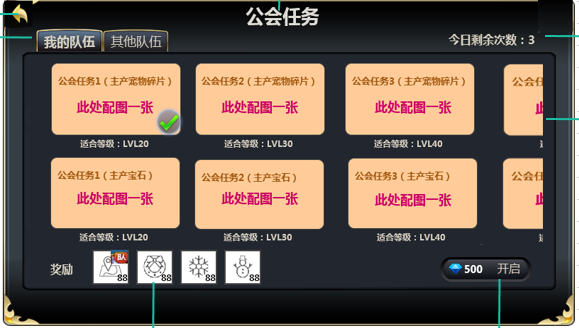 公会任务
我的队伍 其他队伍 今日剩余次数：3
公会任务1（主产宠物碎片） 公会任务2（主产宠物碎片） 公会任务3（主产宠物碎片） 公会
此处配图一张 此处配图一张 此处配图一张
适合等级：LVL20 适合等级：LVL30 适合等级：LVL40
公会任务1（主产宝石） 公会任务2（主产宝石） 公会任务3（主产宝石） 公会
此处配图一张 此处配图一张 此处配图一张
适合等级：LVL20 适合等级：LVL30 适合等级：LVL40
奖励 88 88 88 88 500 开启